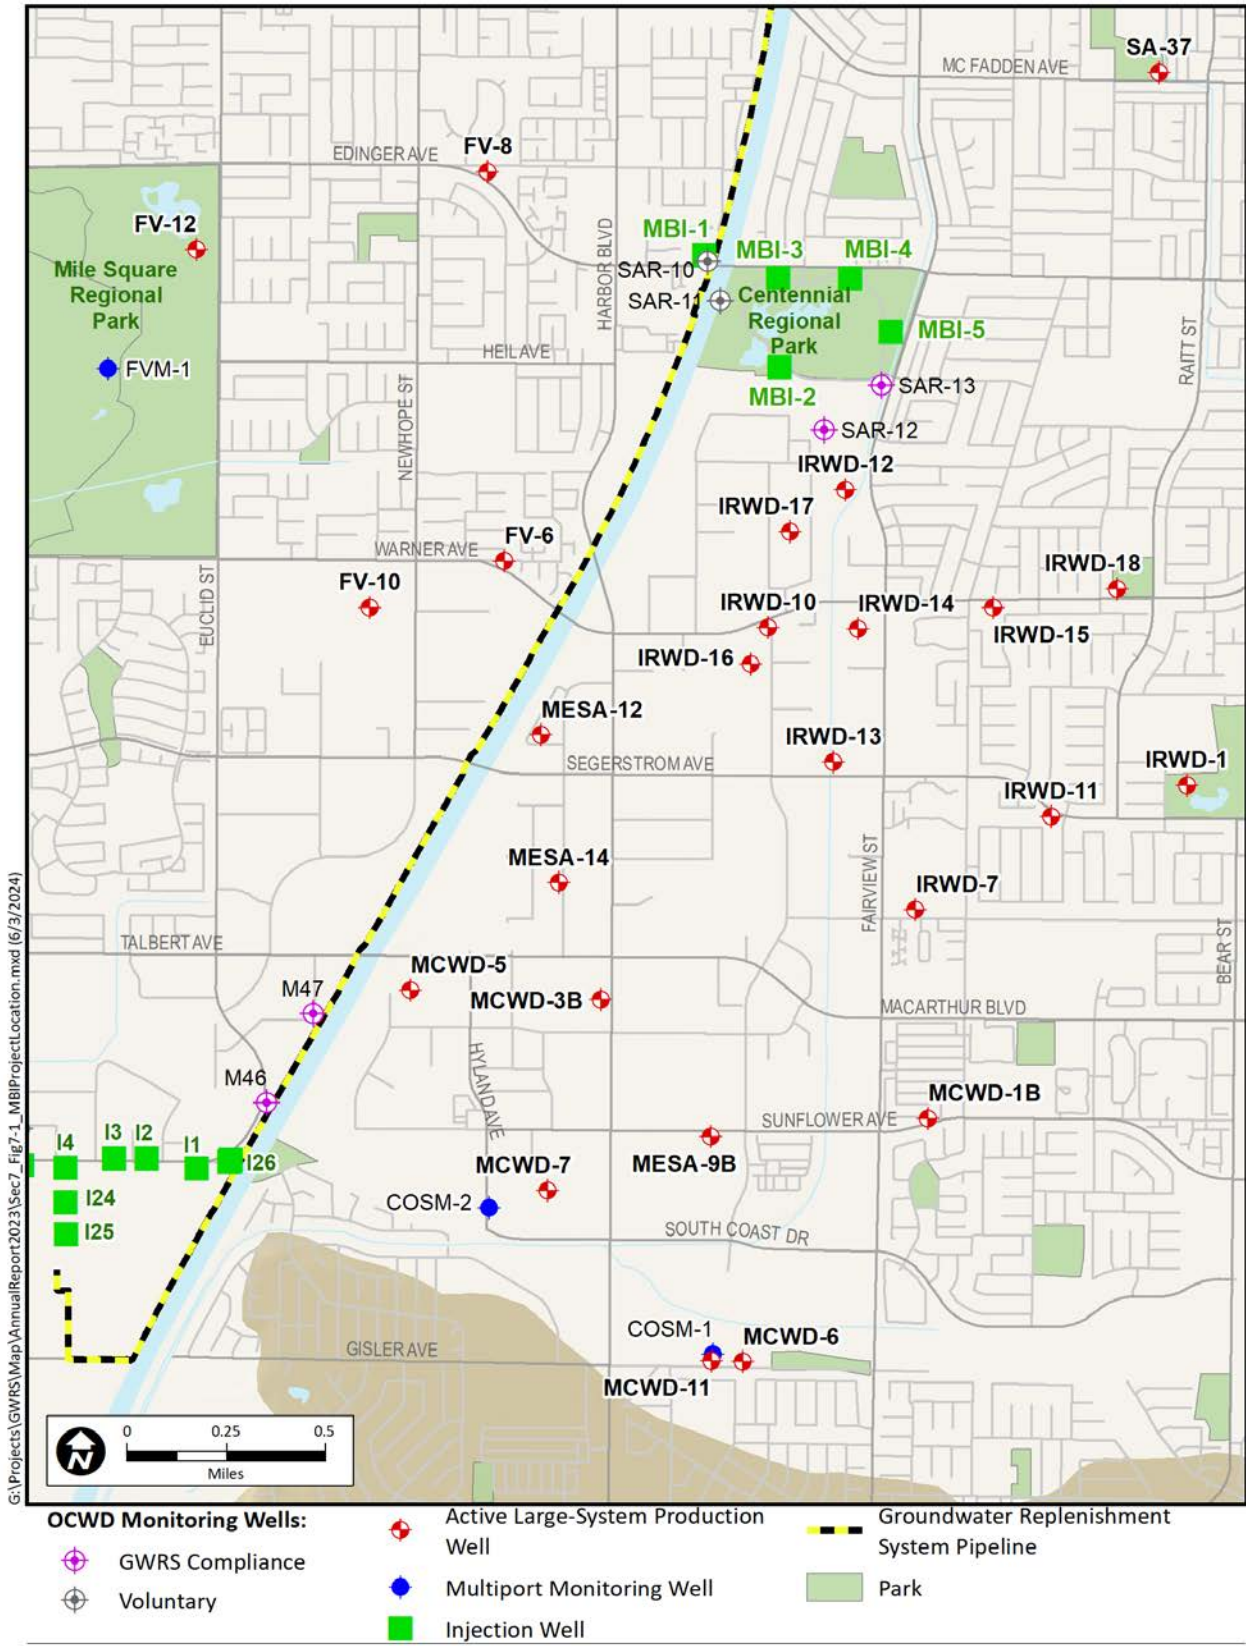 SA-37
MC FADDEN AVE
FV-8
EDINGER AVE
FV-12
MBI-1
MBI-3
MBI-4
Mile Square
Regional
Park
HARBOR BLVD
SAR-10
SAR-11
Centennial
Regional
Park
MBI-5
HEIL AVE
RAITT ST
FVM-1
NEWHOPE ST
MBI-2
SAR-13
SAR-12
IRWD-12
IRWD-17
FV-6
WARNER AVE
IRWD-18
FV-10
EUCLID ST
IRWD-10
IRWD-14
IRWD-15
IRWD-16
MESA-12
IRWD-13
SEGERSTROM AVE
IRWD-1
IRWD-11
MESA-14
FAIRVIEW ST
IRWD-7
TALBERT AVE
BEAR ST
MCWD-5
M47
MCWD-3B
MACARTHUR BLVD
HYLAND AVE
M46
MCWD-1B
SUNFLOWER AVE
I4
I3
I2
I1
I26
MCWD-7
MESA-9B
I24
COSM-2
I25
SOUTH COAST DR
COSM-1
MCWD-6
GISLER AVE
MCWD-11
N
0
0.25
0.5
Miles
G:\Projects\GWRS\Map\AnnualReport2023\Sec7_Fig7-1_MBIProjectLocation.mxd (6/3/2024)
OCWD Monitoring Wells:
GWRS Compliance
Voluntary
Active Large-System Production
Well
Multiport Monitoring Well
Injection Well
Groundwater Replenishment
System Pipeline
Park